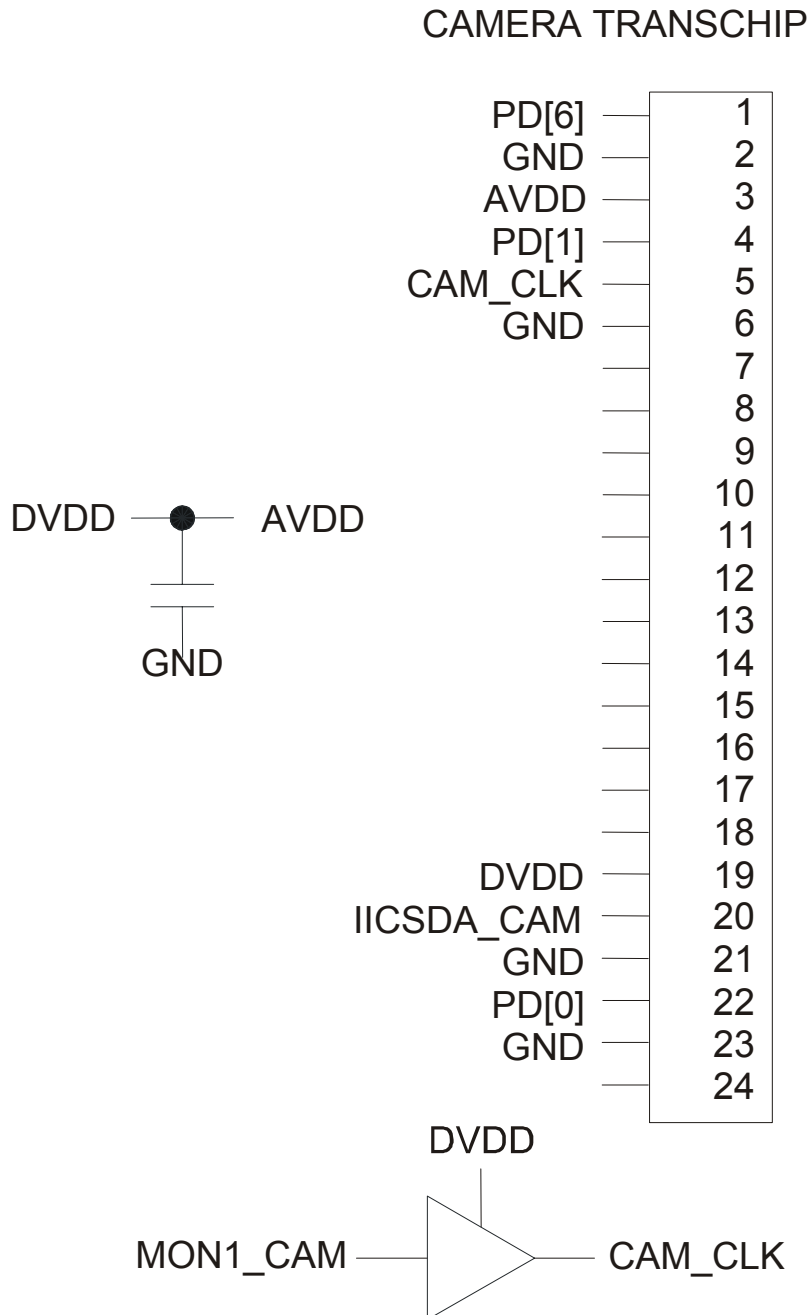 CAMERA TRANSCHIP
PD[6] 1
GND 2
AVDD 3
PD[1] 4
CAM_CLK 5
GND 6
7
8
9
10
DVDD AVDD
11
12
13
GND
14
15
16
17
18
DVDD 19
IICSDA_CAM 20
GND 21
PD[0] 22
GND 23
24
DVDD
MON1_CAM CAM_CLK